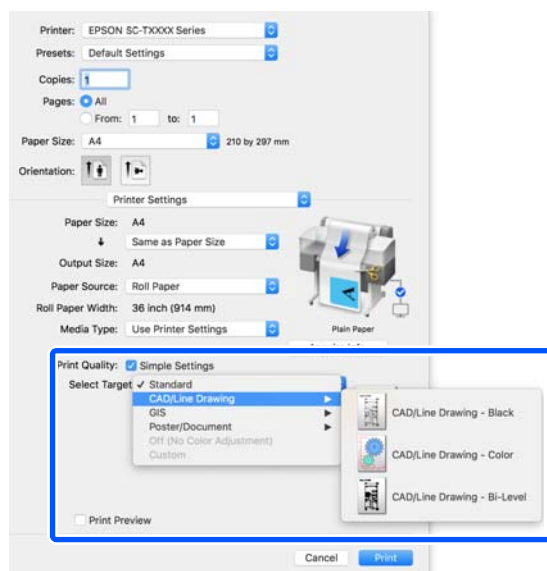 Printer: EPSON SC-TXXXX Series
Presets: Default Settings
Copies: 1
Pages: All
From: 1 to: 1
Paper Size: A4 210 by 297 mm
Orientation:
Printer Settings
Paper Size: A4
Same as Paper Size
Output Size: A4
Paper Source: Roll Paper
Roll Paper Width: 36 inch (914 mm)
Media Type: Use Printer Settings
Plain Paper
Print Quality: Simple Settings
Select Target ✓ Standard
CAD/Line Drawing
GIS
Poster/Document
Off (No Color Adjustment)
Custom
CAD/Line Drawing - Black
CAD/Line Drawing - Color
CAD/Line Drawing - Bi-Level
Print Preview
Cancel Print